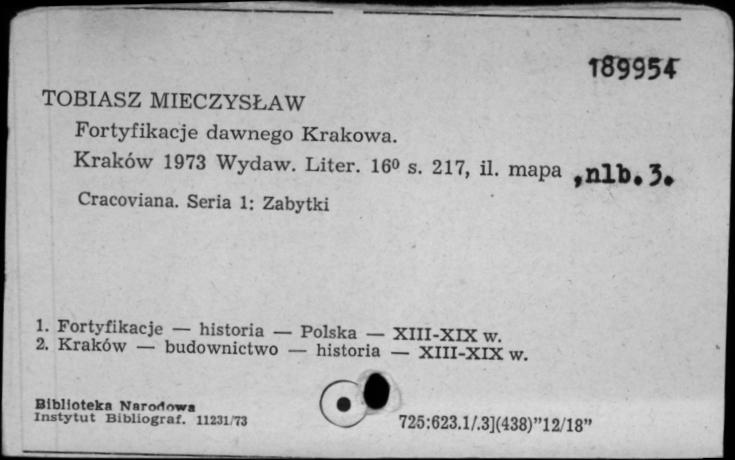 189954
TOBIASZ MIECZYSŁAW
Fortyfikacje dawnego Krakowa.
Kraków 1973 Wydaw. Liter. 16⁰ s. 217, il. mapa ,nlb.3.
Cracoviana. Seria 1: Zabytki
1. Fortyfikacje — historia — Polska — XIII-XIX w.
2. Kraków — budownictwo — historia — XIII-XIX w.
Biblioteka Narodowa
Instytut Bibliograf. 11231/73
725:623.1/.3](438)"12/18"